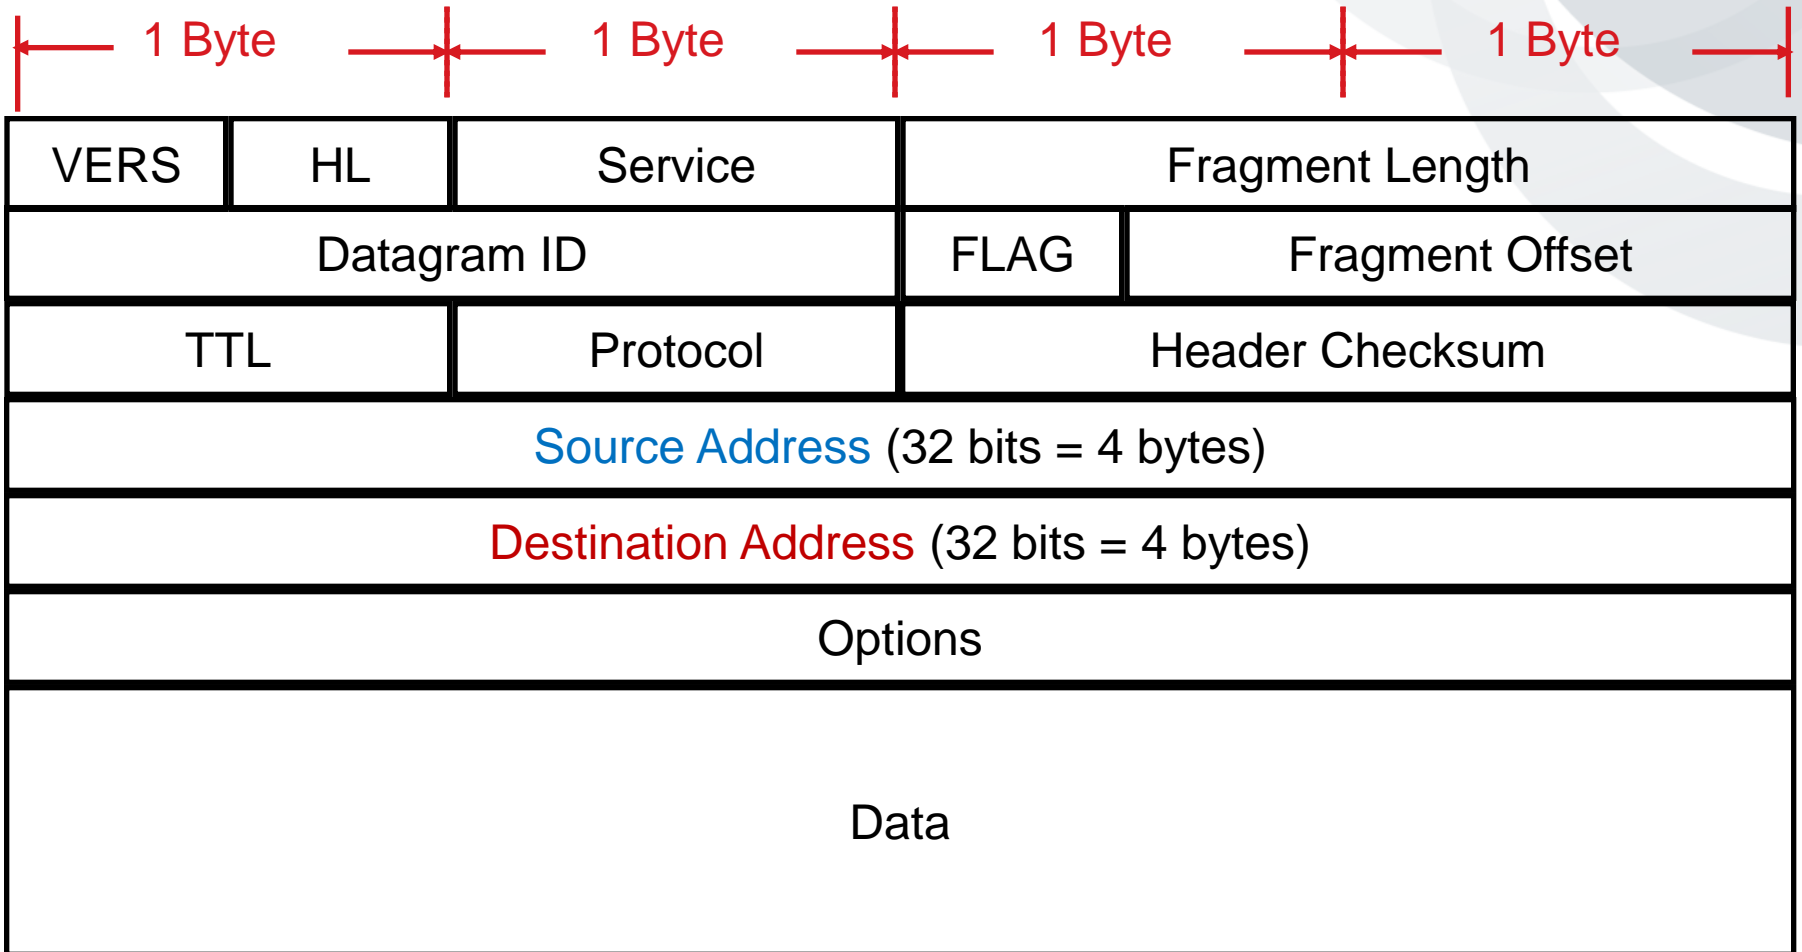 1 Byte 1 Byte 1 Byte 1 Byte
VERS HL Service Fragment Length
Datagram ID FLAG Fragment Offset
TTL Protocol Header Checksum
Source Address (32 bits = 4 bytes)
Destination Address (32 bits = 4 bytes)
Options
Data